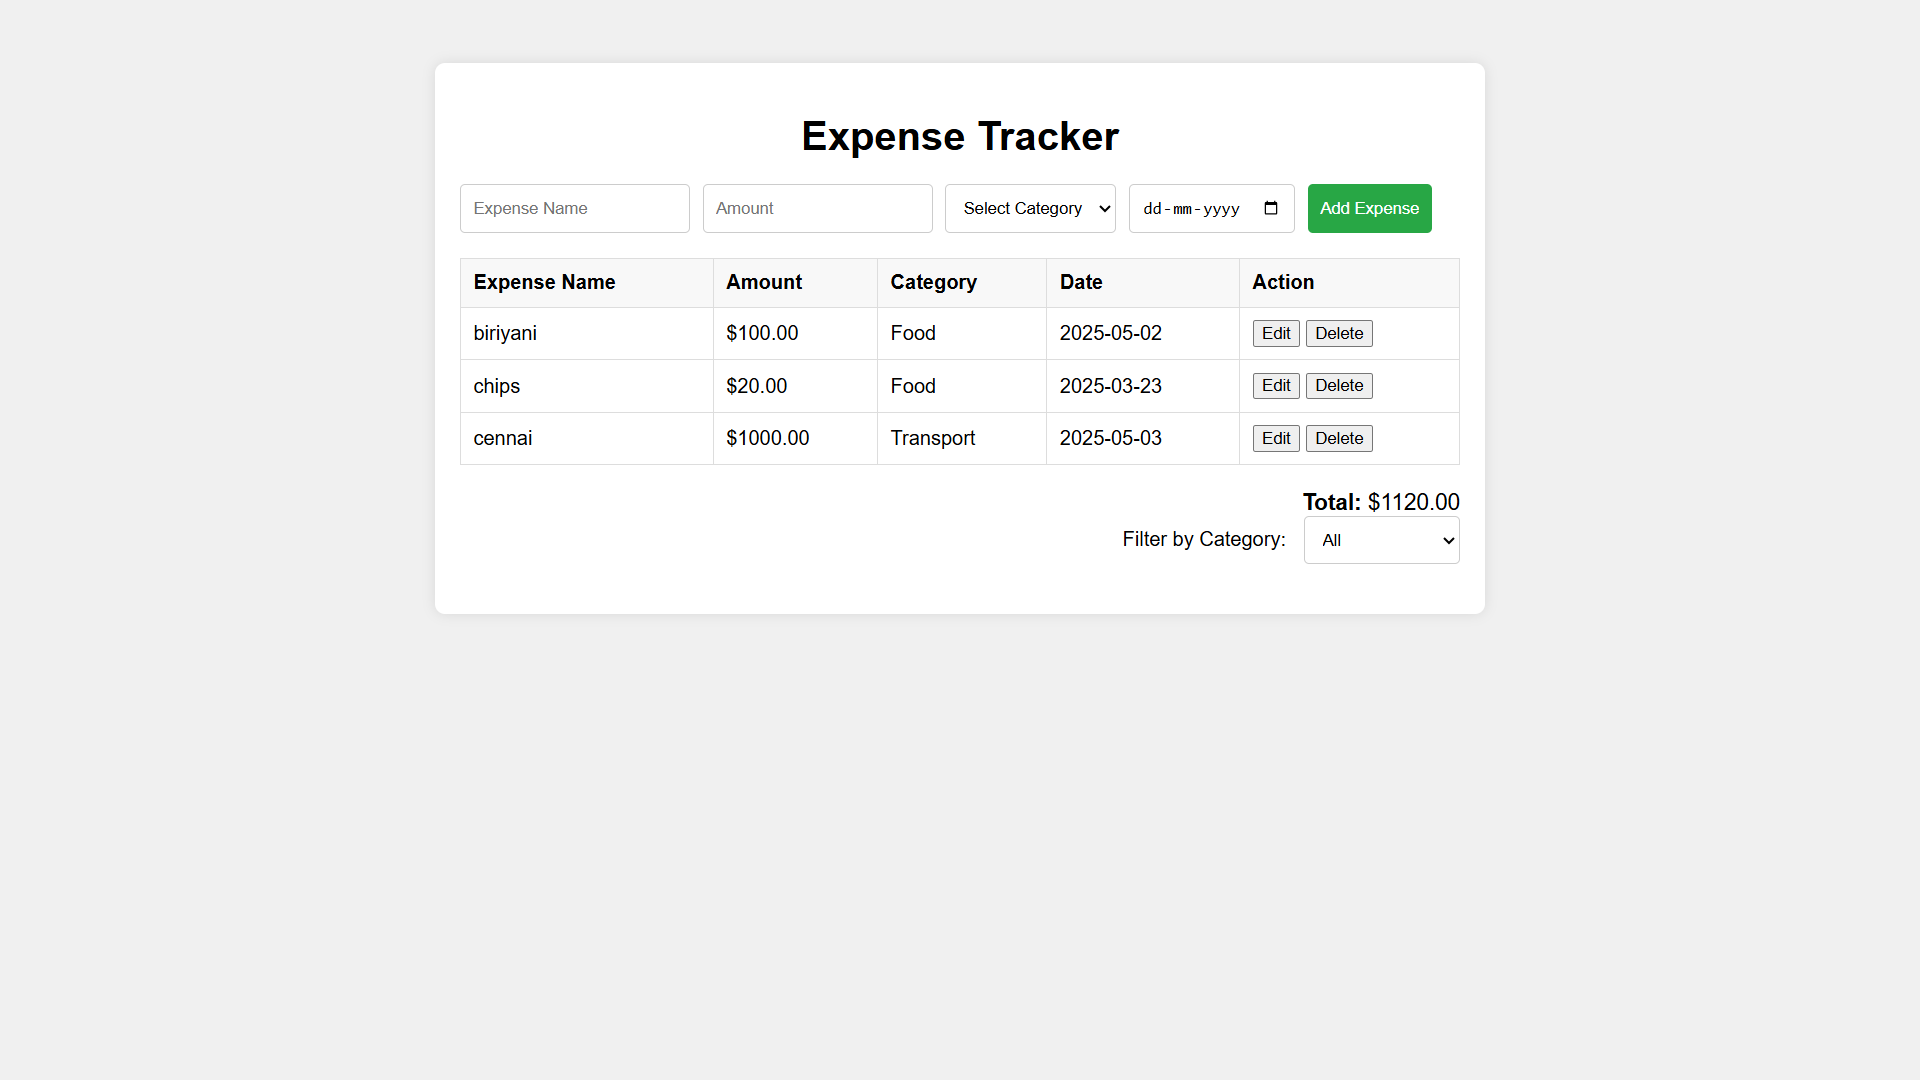 Expense Tracker
Expense Name Amount Select Category dd-mm-yyyy Add Expense
Expense Name Amount Category Date Action
biriyani $100.00 Food 2025-05-02 Edit Delete
chips $20.00 Food 2025-03-23 Edit Delete
cennai $1000.00 Transport 2025-05-03 Edit Delete
Total: $1120.00
Filter by Category: All